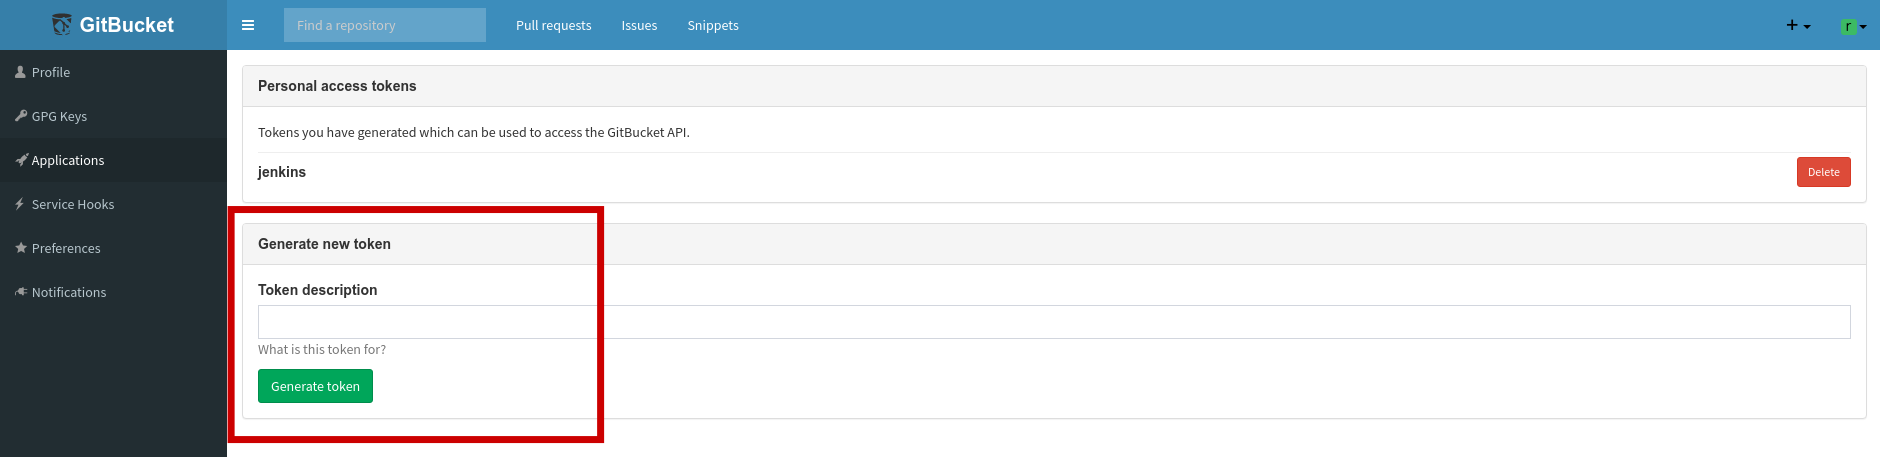 GitBucket
Find a repository
Pull requests
Issues
Snippets
r
Profile
GPG Keys
Applications
Service Hooks
Preferences
Notifications
Personal access tokens
Tokens you have generated which can be used to access the GitBucket API.
jenkins
Delete
Generate new token
Token description
What is this token for?
Generate token